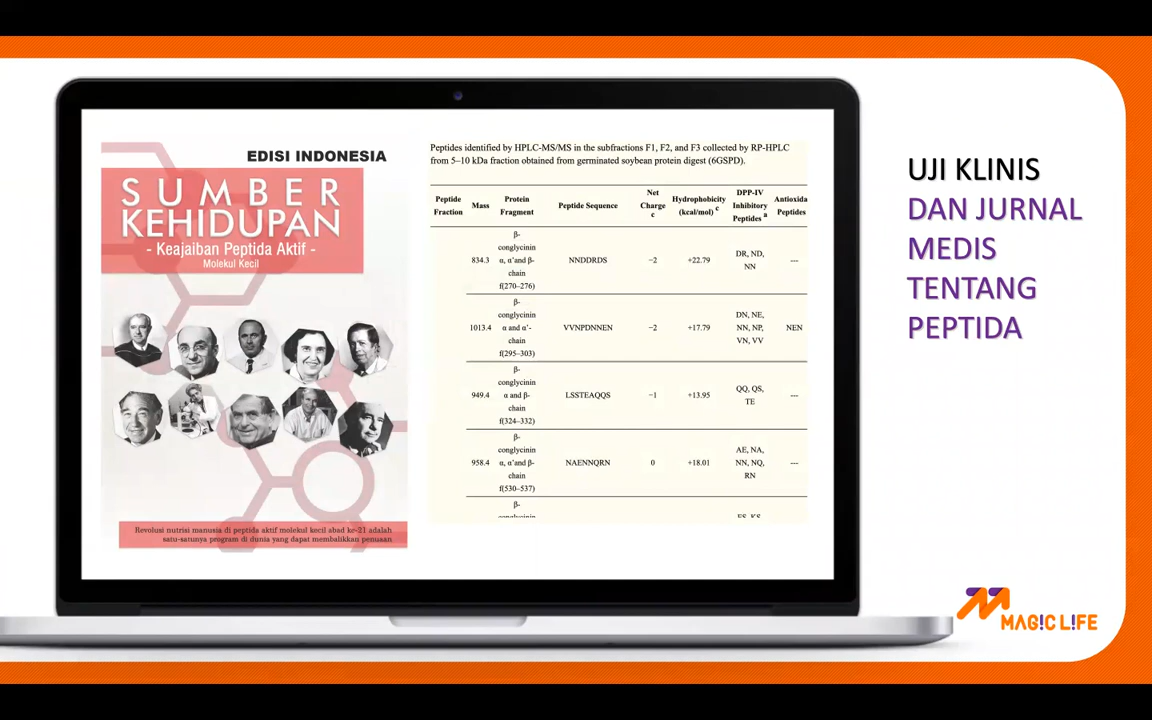 EDISI INDONESIA
SUMBER
KEHIDUPAN
- Keajaiban Peptida Aktif -
Molekul Kecil
Revolusi nutrisi manusia di peptida aktif molekul kecil abad ke-21 adalah
satu-satunya program di dunia yang dapat membalikkan penuaan
Peptides identified by HPLC-MS/MS in the subfractions F1, F2, and F3 collected by RP-HPLC
from 5–10 kDa fraction obtained from germinated soybean protein digest (6GSPD).
Peptide Fraction Mass Protein Fragment Peptide Sequence Net Charge c Hydrophobicity (kcal/mol) c DPP-IV Inhibitory Peptides a Antioxida Peptides
834.3 β-conglycinin α, α'and β-chain f(270–276) NNDDRDS −2 +22.79 DR, ND, NN ---
1013.4 β-conglycinin α and α'-chain f(295–303) VVNPDNNEN −2 +17.79 DN, NE, NN, NP, VN, VV NEN
949.4 β-conglycinin α and β-chain f(324–332) LSSTEAQQS −1 +13.95 QQ, QS, TE ---
958.4 β-conglycinin α, α'and β-chain f(530–537) NAENNQRN 0 +18.01 AE, NA, NN, NQ, RN ---
β-conglycinin ES, KS,
UJI KLINIS
DAN JURNAL
MEDIS
TENTANG
PEPTIDA
MAG!C L!FE